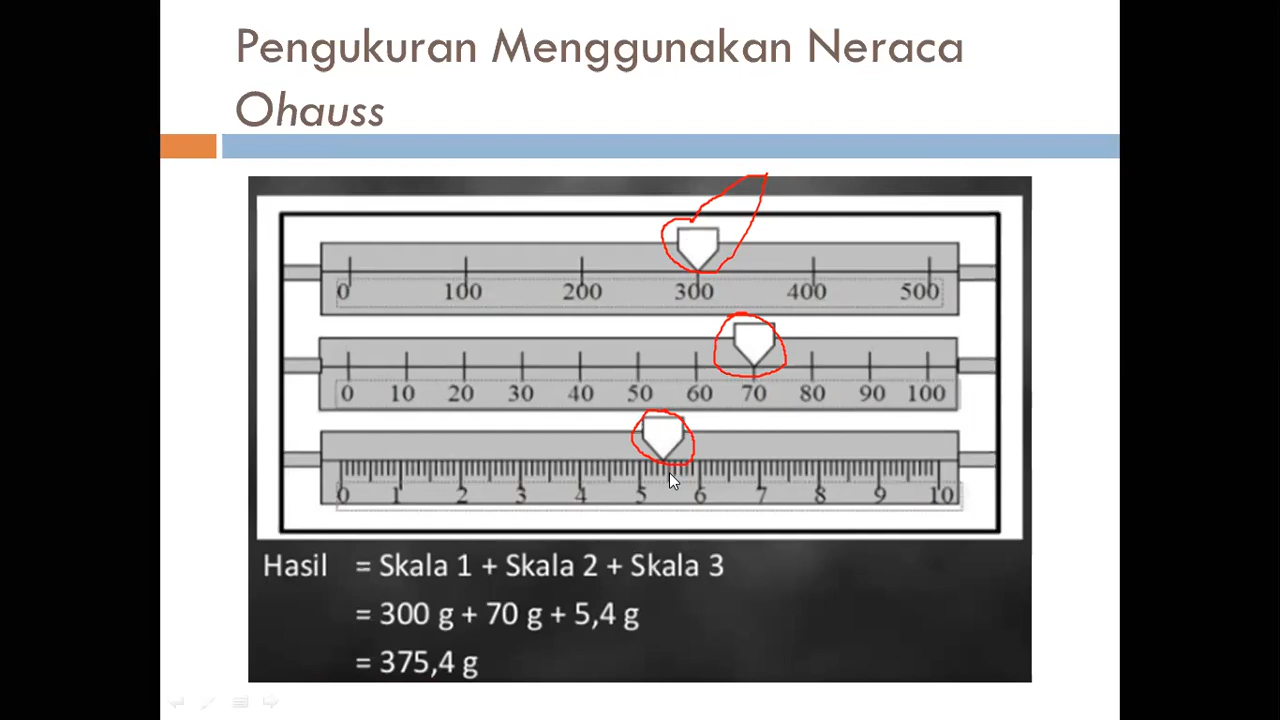 Pengukuran Menggunakan Neraca
Ohauss
0 100 200 300 400 500
0 10 20 30 40 50 60 70 80 90 100
0 1 2 3 4 5 6 7 8 9 10
Hasil = Skala 1 + Skala 2 + Skala 3
= 300 g + 70 g + 5,4 g
= 375,4 g